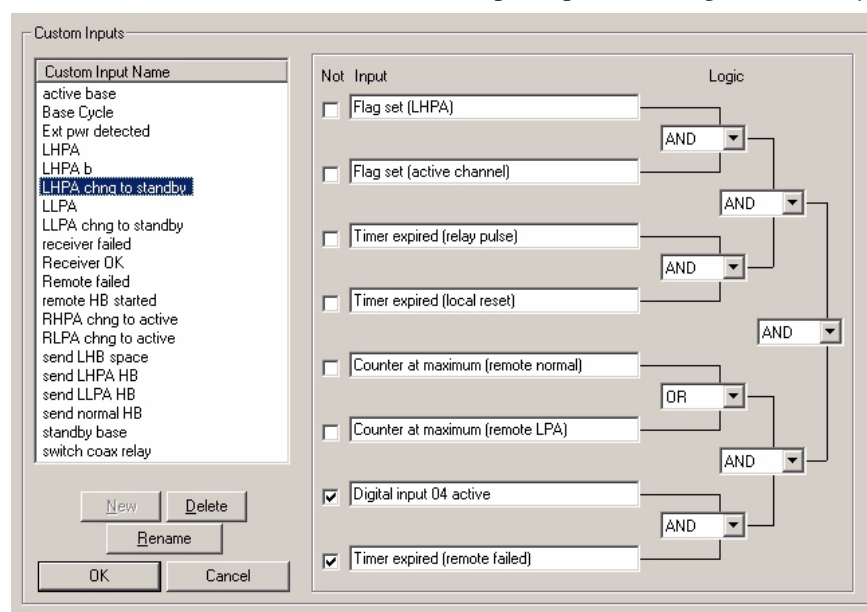 Custom Inputs
Custom Input Name
active base
Base Cycle
Ext pwr detected
LHPA
LHPA b
LHPA chng to standby
LLPA
LLPA chng to standby
receiver failed
Receiver OK
Remote failed
remote HB started
RHPA chng to active
RLPA chng to active
send LHB space
send LHPA HB
send LLPA HB
send normal HB
standby base
switch coax relay
New Delete
Rename
OK Cancel
Not Input Logic
Flag set (LHPA)
AND
Flag set (active channel)
AND
Timer expired (relay pulse)
AND
Timer expired (local reset)
AND
Counter at maximum (remote normal)
OR
Counter at maximum (remote LPA)
AND
Digital input 04 active
AND
Timer expired (remote failed)